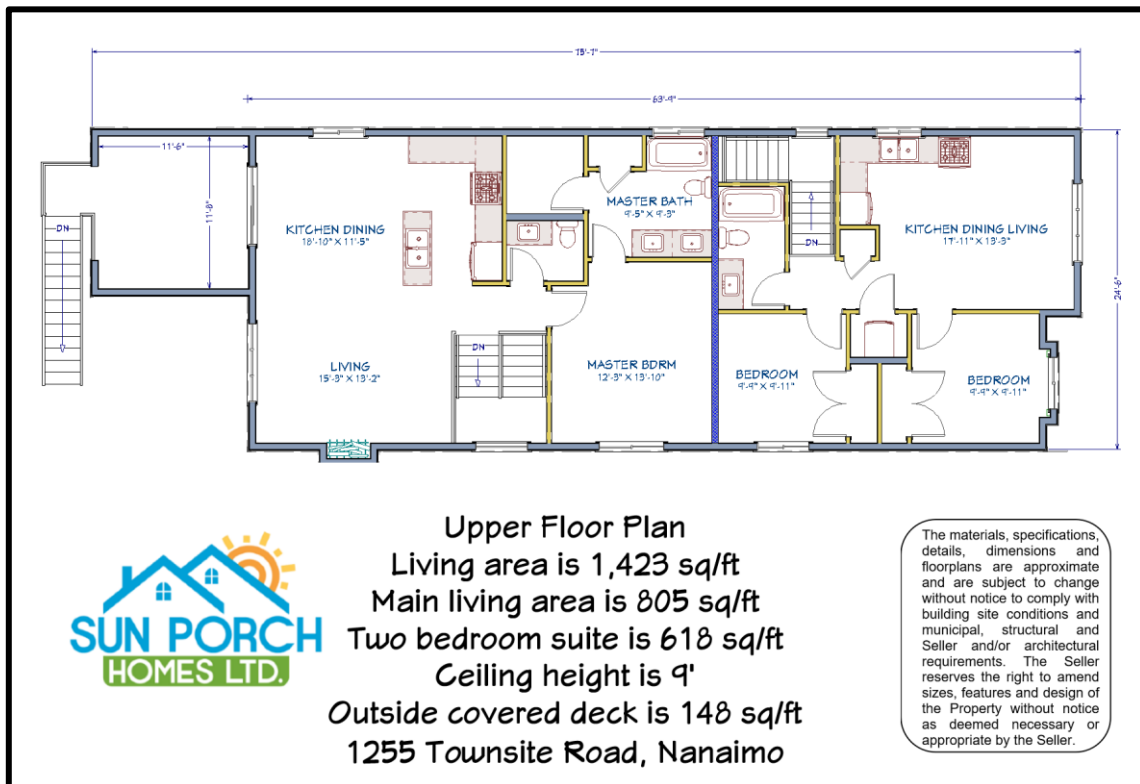 75'-7"
63'-9"
11'-6"
11'-8"
DN
KITCHEN DINING
18'-10" X 11'-5"
MASTER BATH
9'-5" X 9'-3"
DN
KITCHEN DINING LIVING
17'-11" X 13'-3"
24'-6"
LIVING
15'-3" X 13'-2"
DN
MASTER BDRM
12'-3" X 13'-10"
BEDROOM
9'-9" X 9'-11"
BEDROOM
9'-9" X 9'-11"
SUN PORCH
HOMES LTD.
Upper Floor Plan
Living area is 1,423 sq/ft
Main living area is 805 sq/ft
Two bedroom suite is 618 sq/ft
Ceiling height is 9'
Outside covered deck is 148 sq/ft
1255 Townsite Road, Nanaimo
The materials, specifications,
details, dimensions and
floorplans are approximate
and are subject to change
without notice to comply with
building site conditions and
municipal, structural and
Seller and/or architectural
requirements. The Seller
reserves the right to amend
sizes, features and design of
the Property without notice
as deemed necessary or
appropriate by the Seller.